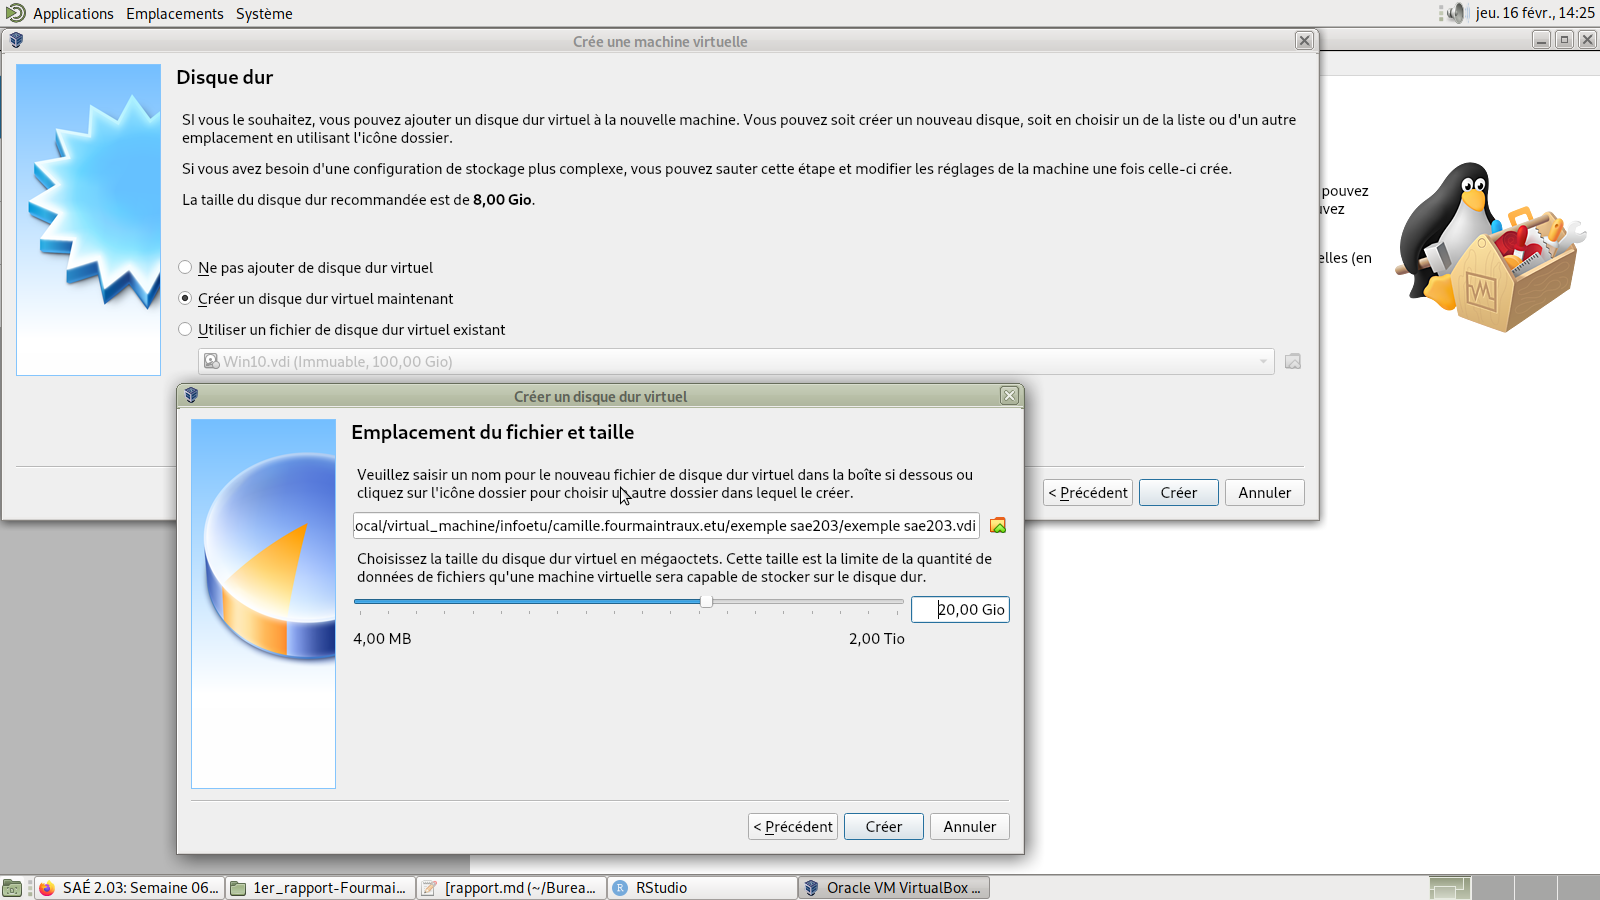 Applications Emplacements Système
jeu. 16 févr., 14:25
Crée une machine virtuelle
Disque dur
SI vous le souhaitez, vous pouvez ajouter un disque dur virtuel à la nouvelle machine. Vous pouvez soit créer un nouveau disque, soit en choisir un de la liste ou d'un autre
emplacement en utilisant l'icône dossier.
Si vous avez besoin d'une configuration de stockage plus complexe, vous pouvez sauter cette étape et modifier les réglages de la machine une fois celle-ci crée.
La taille du disque dur recommandée est de 8,00 Gio.
pouvez
uvez
elles (en
Ne pas ajouter de disque dur virtuel
Créer un disque dur virtuel maintenant
Utiliser un fichier de disque dur virtuel existant
Win10.vdi (Immuable, 100,00 Gio)
< Précédent Créer Annuler
Créer un disque dur virtuel
Emplacement du fichier et taille
Veuillez saisir un nom pour le nouveau fichier de disque dur virtuel dans la boîte si dessous ou
cliquez sur l'icône dossier pour choisir un autre dossier dans lequel le créer.
ocal/virtual_machine/infoetu/camille.fourmaintraux.etu/exemple sae203/exemple sae203.vdi
Choisissez la taille du disque dur virtuel en mégaoctets. Cette taille est la limite de la quantité de
données de fichiers qu'une machine virtuelle sera capable de stocker sur le disque dur.
20,00 Gio
4,00 MB 2,00 Tio
< Précédent Créer Annuler
SAÉ 2.03: Semaine 06... 1er_rapport-Fourmai... [rapport.md (~/Burea... RStudio Oracle VM VirtualBox ...